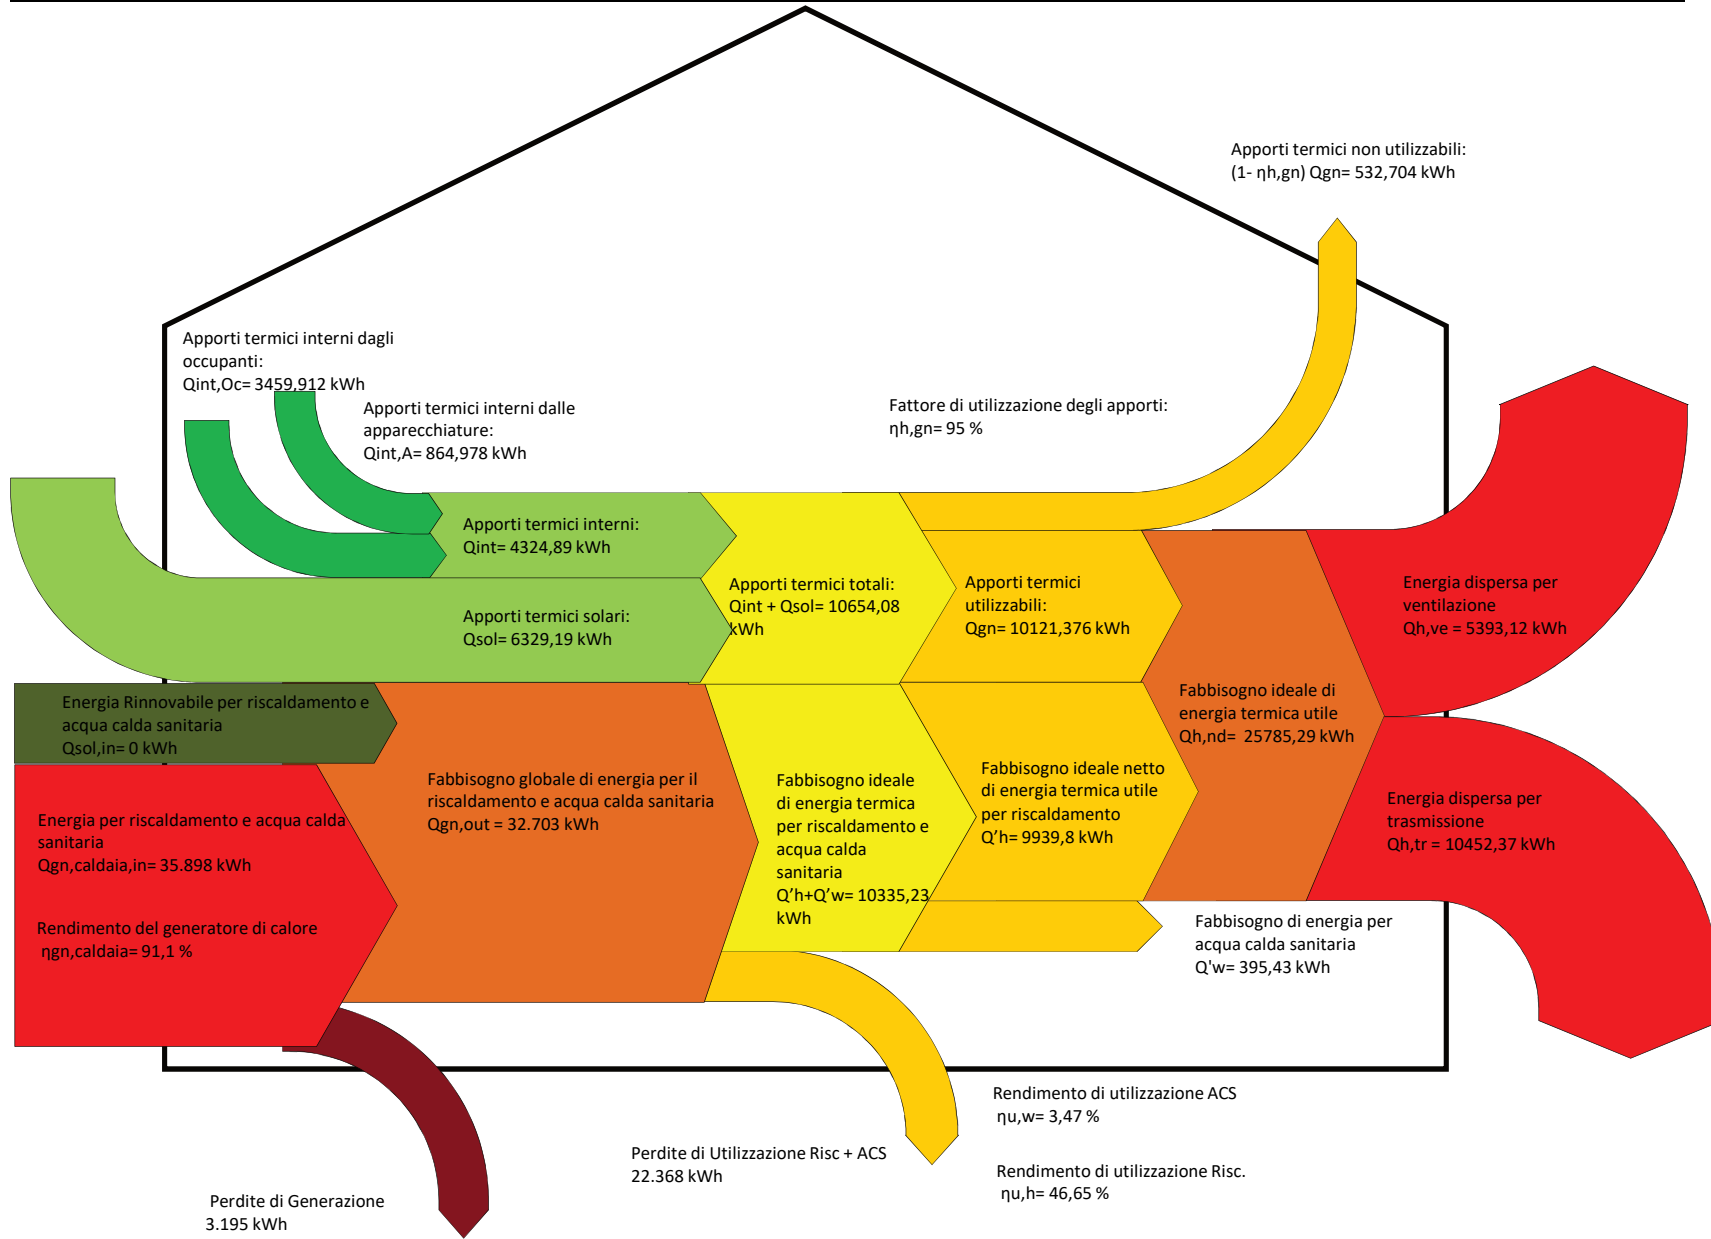 Apporti termici non utilizzabili:
(1- ηh,gn) Qgn= 532,704 kWh
Apporti termici interni dagli
occupanti:
Qint,Oc= 3459,912 kWh
Apporti termici interni dalle
apparecchiature:
Qint,A= 864,978 kWh
Fattore di utilizzazione degli apporti:
ηh,gn= 95 %
Apporti termici interni:
Qint= 4324,89 kWh
Apporti termici solari:
Qsol= 6329,19 kWh
Apporti termici totali:
Qint + Qsol= 10654,08
kWh
Apporti termici
utilizzabili:
Qgn= 10121,376 kWh
Energia dispersa per
ventilazione
Qh,ve = 5393,12 kWh
Energia Rinnovabile per riscaldamento e
acqua calda sanitaria
Qsol,in= 0 kWh
Fabbisogno ideale di
energia termica utile
Qh,nd=  25785,29 kWh
Energia per riscaldamento e acqua calda
sanitaria
Qgn,caldaia,in= 35.898 kWh
Rendimento del generatore di calore
ηgn,caldaia= 91,1 %
Fabbisogno globale di energia per il
riscaldamento e acqua calda sanitaria
Qgn,out = 32.703 kWh
Fabbisogno ideale
di energia termica
per riscaldamento e
acqua calda
sanitaria
Q’h+Q’w= 10335,23
kWh
Fabbisogno ideale netto
di energia termica utile
per riscaldamento
Q’h= 9939,8 kWh
Energia dispersa per
trasmissione
Qh,tr = 10452,37 kWh
Fabbisogno di energia per
acqua calda sanitaria
Q'w= 395,43 kWh
Rendimento di utilizzazione ACS
ηu,w= 3,47 %
Perdite di Utilizzazione Risc + ACS
22.368 kWh
Rendimento di utilizzazione Risc.
ηu,h= 46,65 %
Perdite di Generazione
3.195 kWh